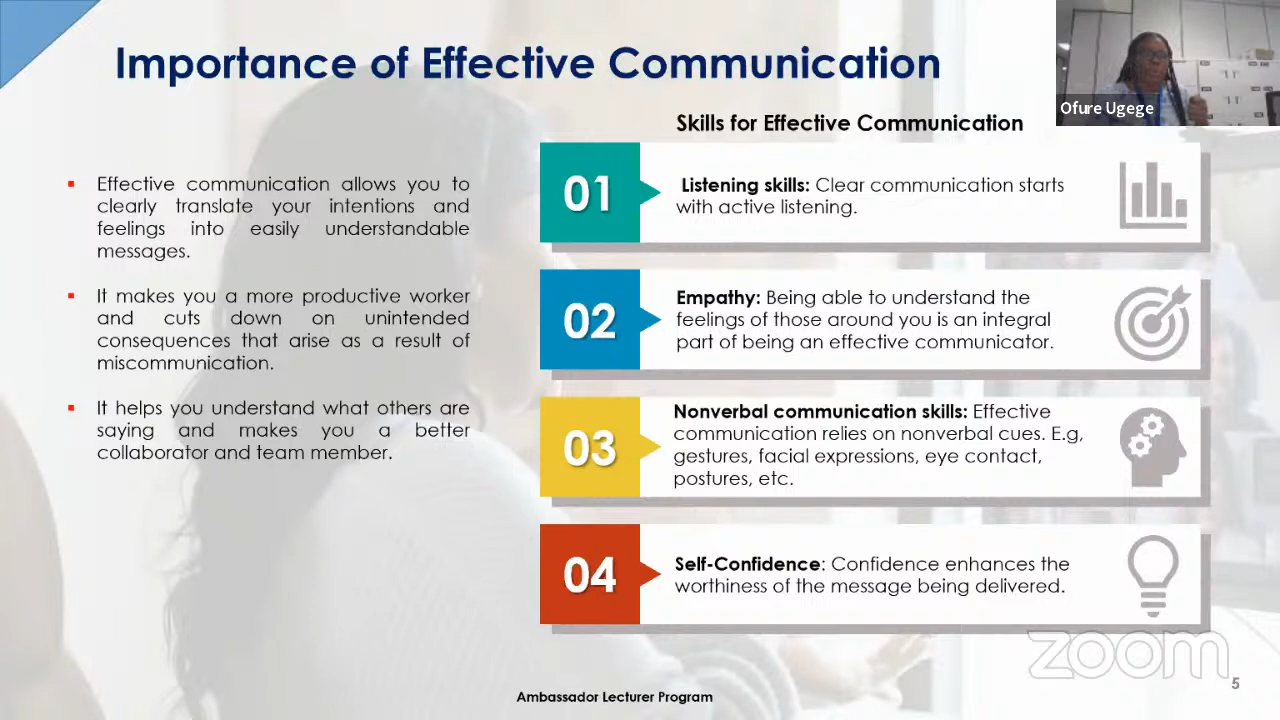 Importance of Effective Communication
Ofure Ugege
▪ Effective communication allows you to
clearly translate your intentions and
feelings into easily understandable
messages.
▪ It makes you a more productive worker
and cuts down on unintended
consequences that arise as a result of
miscommunication.
▪ It helps you understand what others are
saying and makes you a better
collaborator and team member.
Skills for Effective Communication
01
Listening skills: Clear communication starts
with active listening.
02
Empathy: Being able to understand the
feelings of those around you is an integral
part of being an effective communicator.
03
Nonverbal communication skills: Effective
communication relies on nonverbal cues. E.g,
gestures, facial expressions, eye contact,
postures, etc.
04
Self-Confidence: Confidence enhances the
worthiness of the message being delivered.
zoom
5
Ambassador Lecturer Program